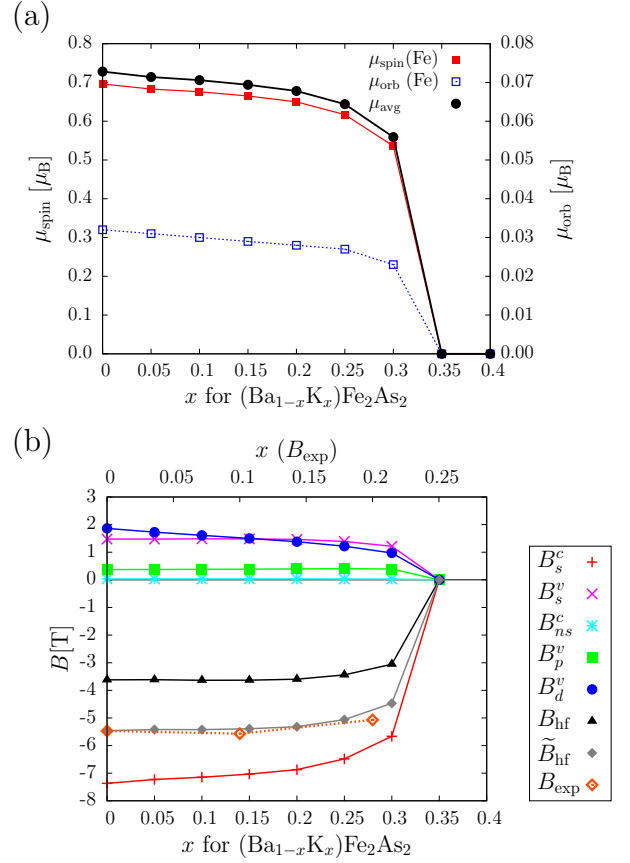 (a)
μspin(Fe)
μorb (Fe)
μavg
0.8
0.7
0.6
0.5
0.4
0.3
0.2
0.1
0.0
μspin [μB]
0.08
0.07
0.06
0.05
0.04
0.03
0.02
0.01
0.00
μorb [μB]
0 0.05 0.1 0.15 0.2 0.25 0.3 0.35 0.4
x for (Ba1−xKx)Fe2As2
(b)
x (Bexp)
0 0.05 0.1 0.15 0.2 0.25
3
2
1
0
-1
-2
-3
-4
-5
-6
-7
-8
B[T]
0 0.05 0.1 0.15 0.2 0.25 0.3 0.35 0.4
x for (Ba1−xKx)Fe2As2
B_s^c
B_s^v
B_ns^c
B_p^v
B_d^v
Bhf
B̃hf
Bexp